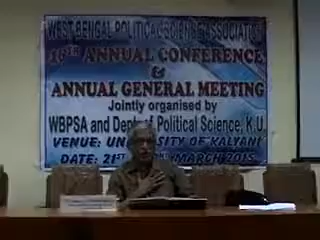 WEST BENGAL POLITICAL SCIENCE ASSOCIATION
ANNUAL CONFERENCE
&
ANNUAL GENERAL MEETING
Jointly organised by
WBPSA and Dept. of Political Science, K.U.
VENUE: UNIVERSITY OF KALYANI
DATE: 21 MARCH 2015